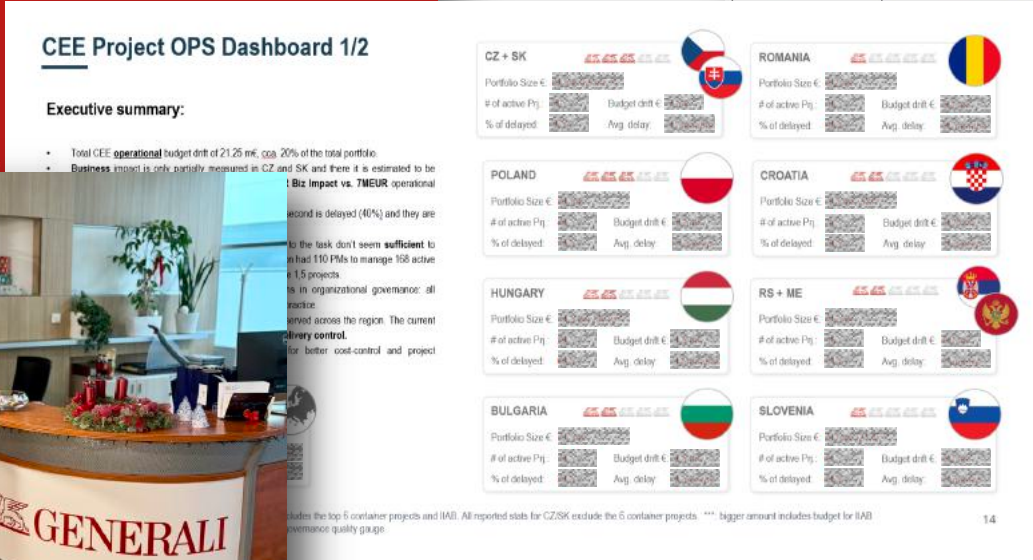 CEE Project OPS Dashboard 1/2
Executive summary:
• Total CEE operational budget drift of 21.25 m€, cca. 20% of the total portfolio.
• Business impact is only partially measured in CZ and SK and there it is estimated to be
Biz Impact vs. 7MEUR operational
second is delayed (40%) and they are
to the task don't seem sufficient to
had 110 PMs to manage 168 active
1,5 projects.
in organizational governance: all
served across the region. The current
delivery control.
for better cost-control and project
GENERALI
CZ + SK
Portfolio Size €:
# of active Prj.:
Budget drift €:
% of delayed:
Avg. delay:
ROMANIA
Portfolio Size €:
# of active Prj.:
Budget drift €:
% of delayed:
Avg. delay:
POLAND
Portfolio Size €:
# of active Prj.:
Budget drift €:
% of delayed:
Avg. delay:
CROATIA
Portfolio Size €:
# of active Prj.:
Budget drift €:
% of delayed:
Avg. delay:
HUNGARY
Portfolio Size €:
# of active Prj.:
Budget drift €:
% of delayed:
Avg. delay:
RS + ME
Portfolio Size €:
# of active Prj.:
Budget drift €:
% of delayed:
Avg. delay:
BULGARIA
Portfolio Size €:
# of active Prj.:
Budget drift €:
% of delayed:
Avg. delay:
SLOVENIA
Portfolio Size €:
# of active Prj.:
Budget drift €:
% of delayed:
Avg. delay:
the top 6 container projects and IIAB. All reported stats for CZ/SK exclude the 6 container projects. *** bigger amount includes budget for IIAB
governance quality gauge.
14